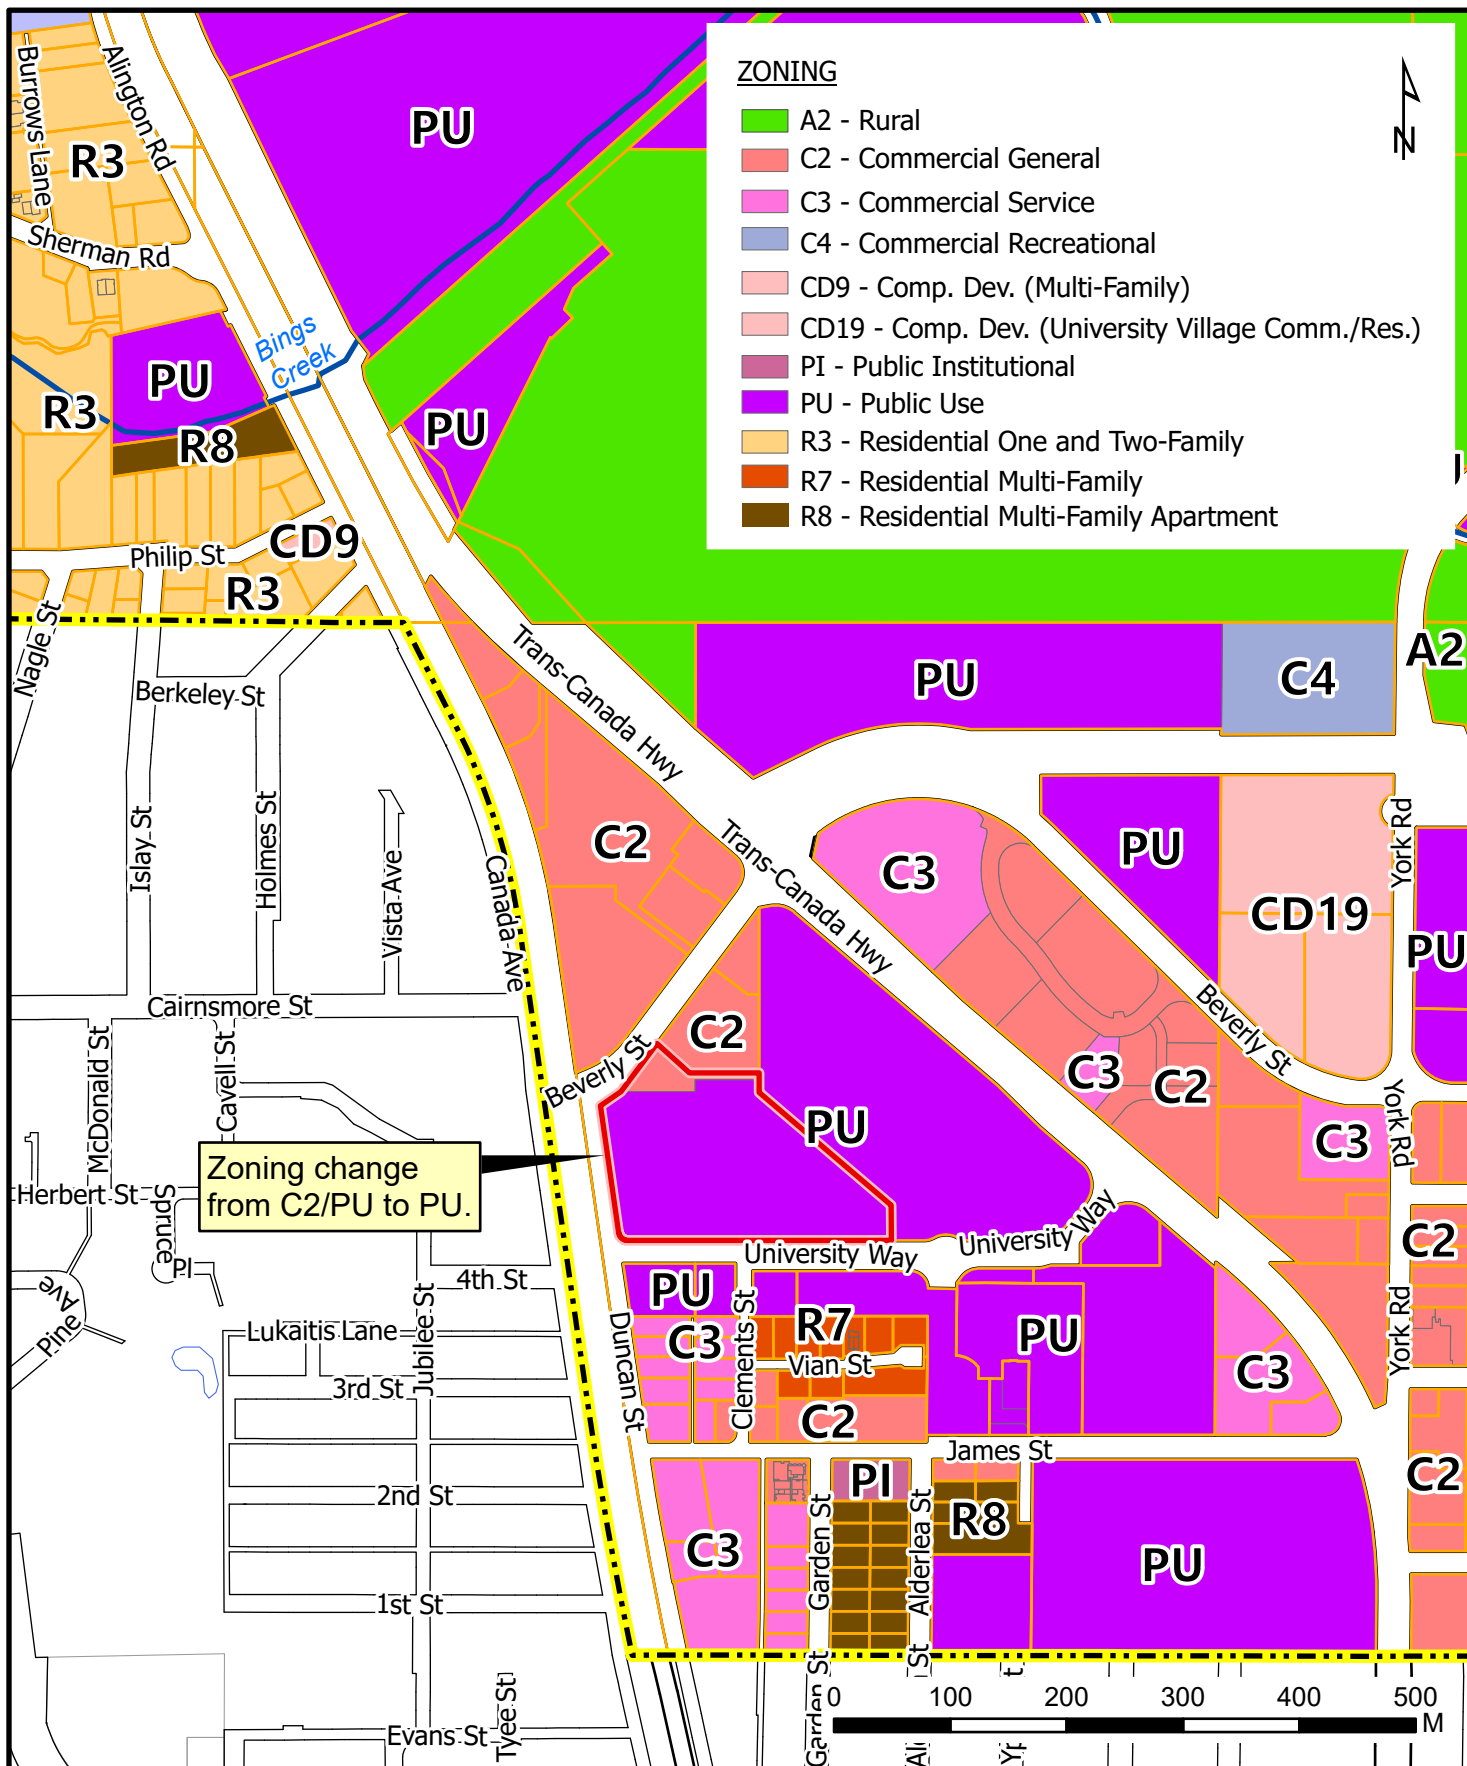 ZONING
A2 - Rural
C2 - Commercial General
C3 - Commercial Service
C4 - Commercial Recreational
CD9 - Comp. Dev. (Multi-Family)
CD19 - Comp. Dev. (University Village Comm./Res.)
PI - Public Institutional
PU - Public Use
R3 - Residential One and Two-Family
R7 - Residential Multi-Family
R8 - Residential Multi-Family Apartment
N
Burrows Lane
Alington Rd
PU
R3
Sherman Rd
Bings
Creek
PU
R3
PU
R8
CD9
Philip St
R3
Nagle St
Trans-Canada Hwy
PU
C4
A2
Berkeley St
Islay St
Holmes St
Vista Ave
Canada Ave
C2
Trans-Canada Hwy
C3
PU
York Rd
CD19
PU
Cairnsmore St
McDonald St
Cavell St
Beverly St
C2
Beverly St
C3
C2
PU
C3
York Rd
Zoning change
from C2/PU to PU.
Herbert St
Spruce
Pl
Pine
Ave
University Way
University Way
C2
4th St
PU
Lukaitis Lane
Jubilee St
Duncan St
C3
Clements St
R7
Vian St
PU
C3
York Rd
3rd St
C2
James St
2nd St
C3
PI
Garden St
Alderlea St
R8
PU
C2
1st St
Evans St
Tyee St
Garden St
St
0 100 200 300 400 500
M